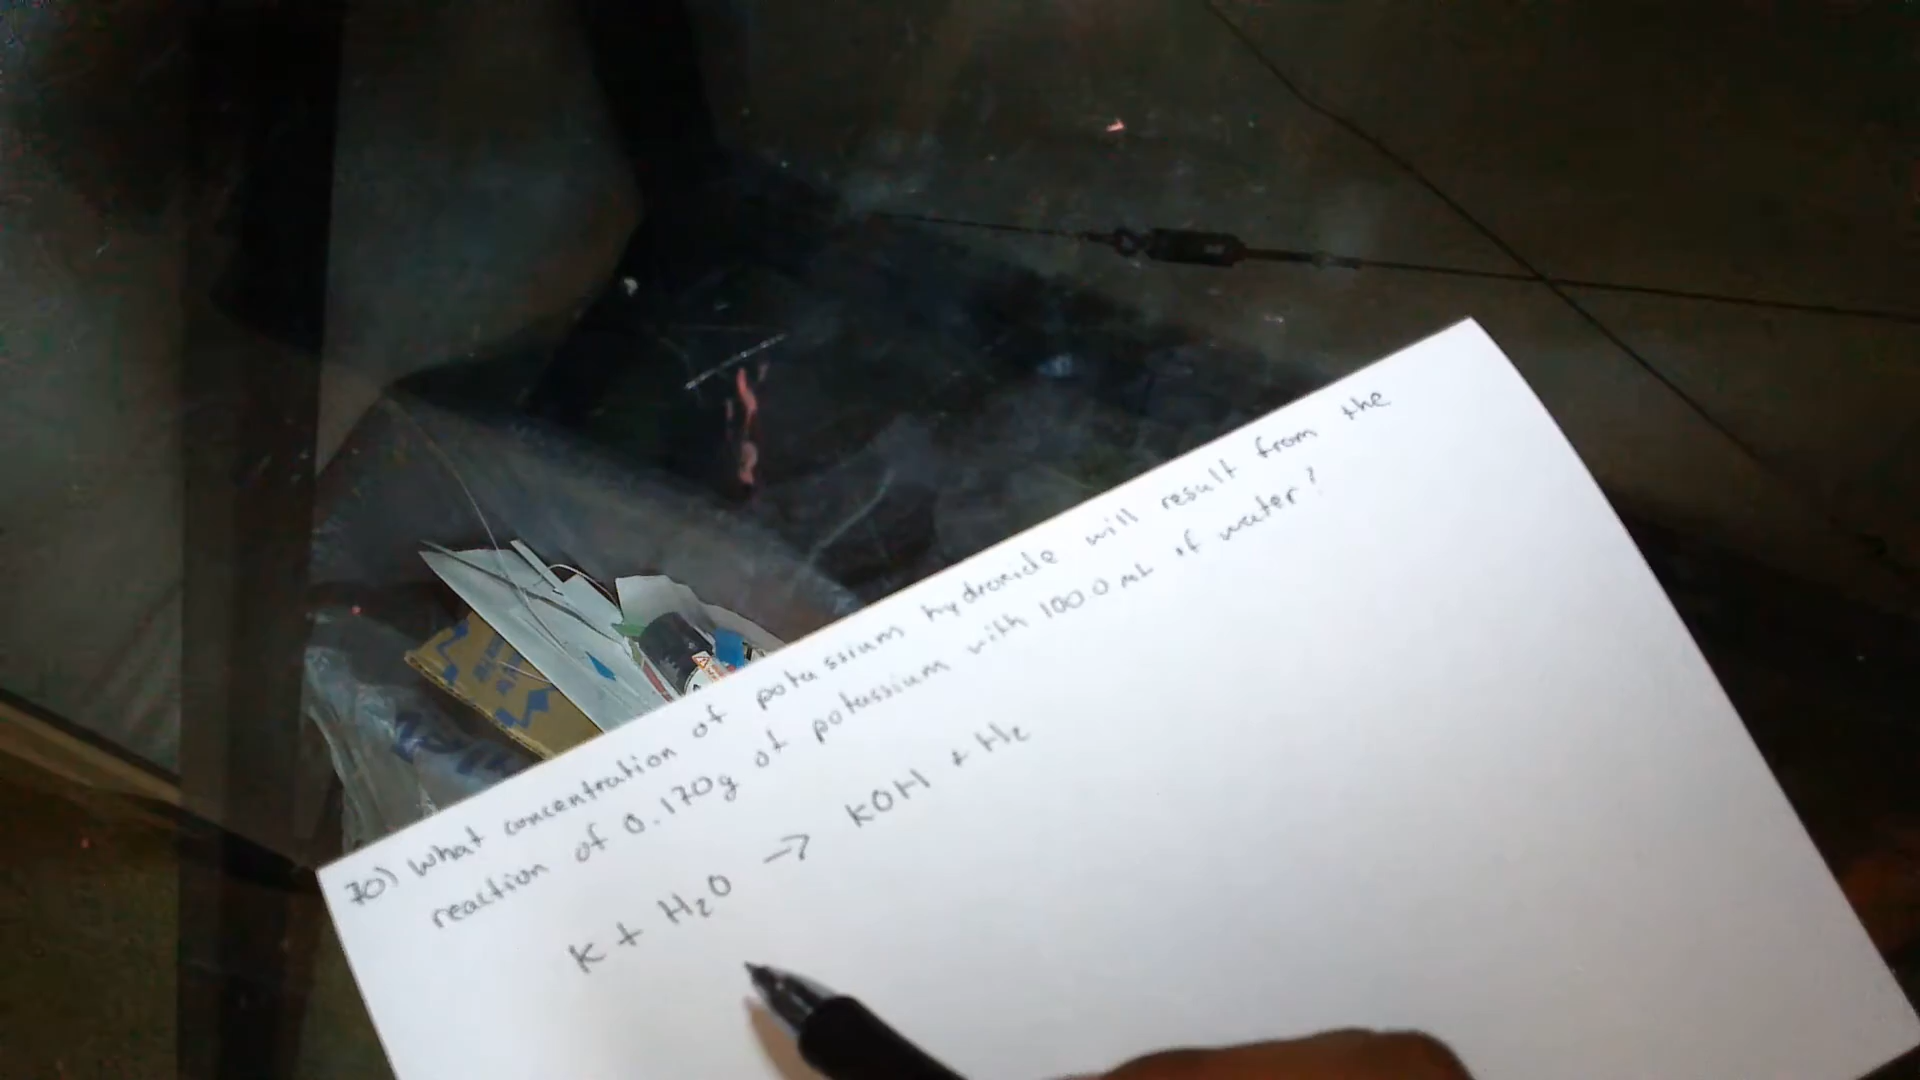 70) What concentration of potassium hydroxide will result from the
reaction of 0.170g of potassium with 100.0 mL of water?
K + H₂O → KOH + H₂